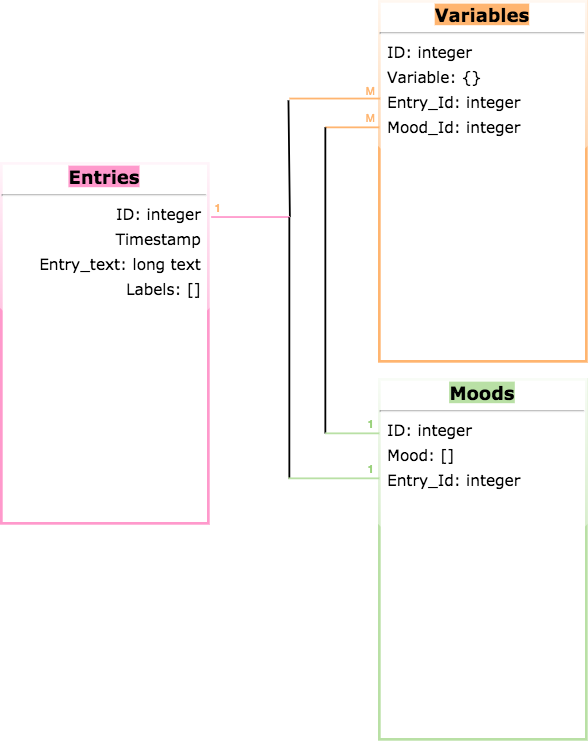 Variables
ID: integer
Variable: {}
M
Entry_Id: integer
M
Mood_Id: integer
Entries
1
ID: integer
Timestamp
Entry_text: long text
Labels: []
Moods
1
ID: integer
Mood: []
1
Entry_Id: integer